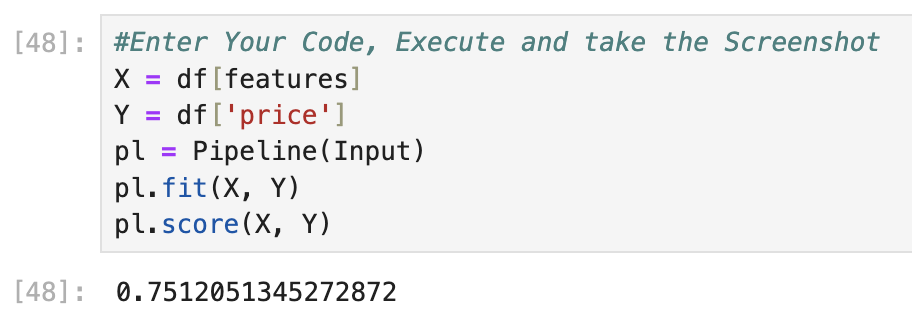 [48]: #Enter Your Code, Execute and take the Screenshot
X = df[features]
Y = df['price']
pl = Pipeline(Input)
pl.fit(X, Y)
pl.score(X, Y)
[48]: 0.7512051345272872